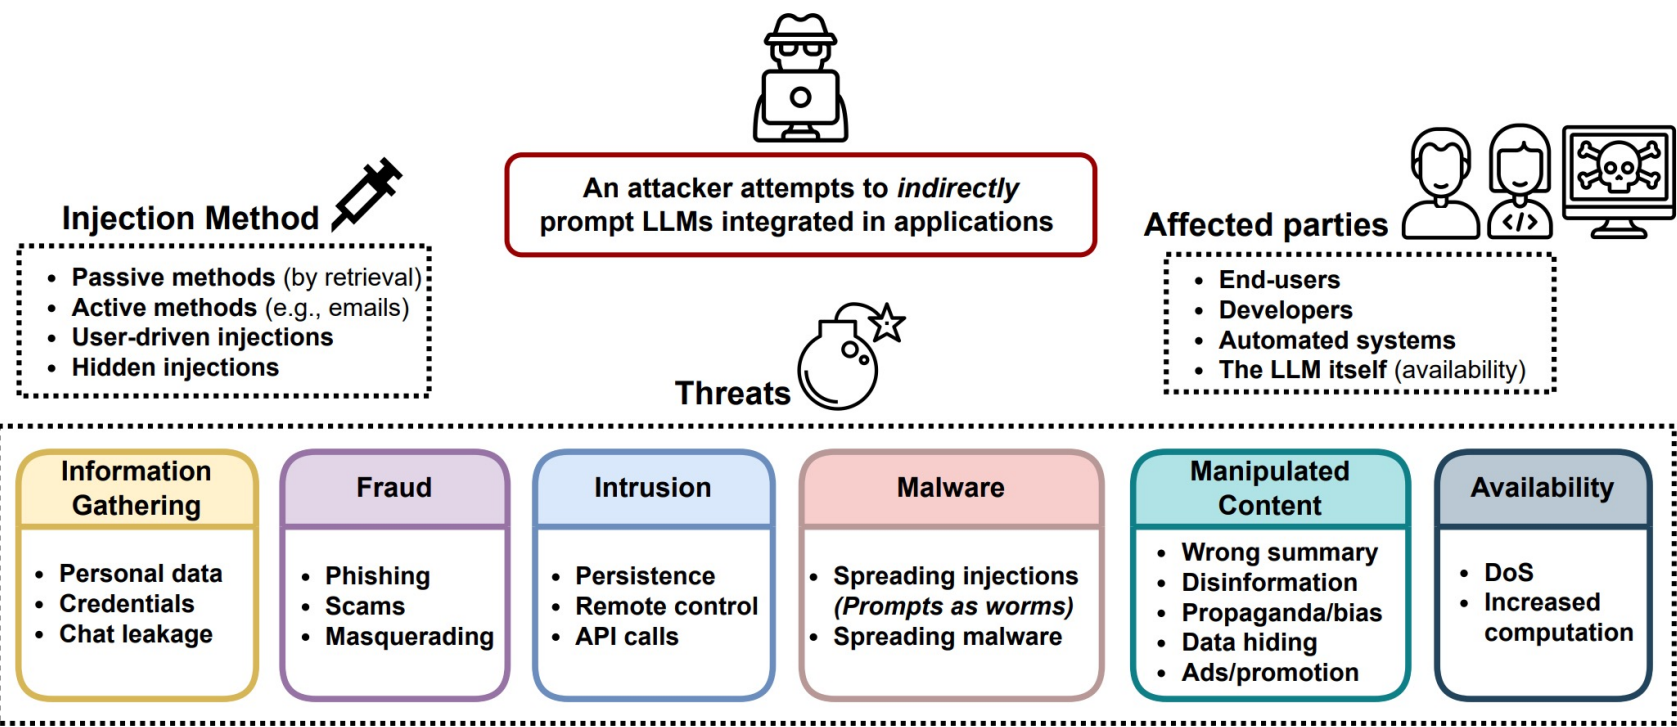 An attacker attempts to indirectly
prompt LLMs integrated in applications
Injection Method
• Passive methods (by retrieval)
• Active methods (e.g., emails)
• User-driven injections
• Hidden injections
Affected parties
</>
• End-users
• Developers
• Automated systems
• The LLM itself (availability)
Threats
Information
Gathering
• Personal data
• Credentials
• Chat leakage
Fraud
• Phishing
• Scams
• Masquerading
Intrusion
• Persistence
• Remote control
• API calls
Malware
• Spreading injections
(Prompts as worms)
• Spreading malware
Manipulated
Content
• Wrong summary
• Disinformation
• Propaganda/bias
• Data hiding
• Ads/promotion
Availability
• DoS
• Increased
computation